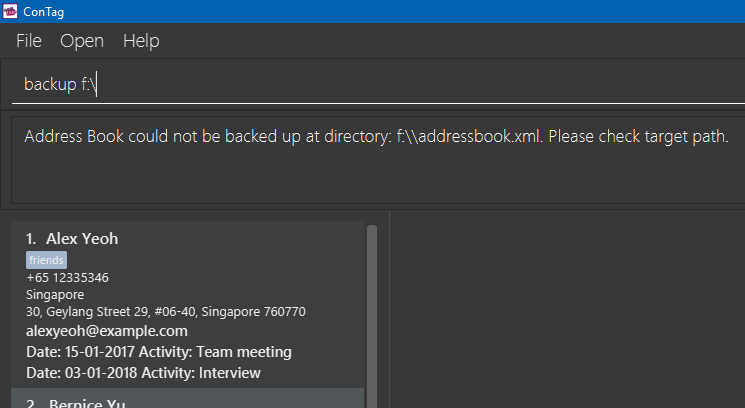 ConTag
File Open Help
backup f:\
Address Book could not be backed up at directory: f:\\addressbook.xml. Please check target path.
1. Alex Yeoh
friends
+65 12335346
Singapore
30, Geylang Street 29, #06-40, Singapore 760770
alexyeoh@example.com
Date: 15-01-2017 Activity: Team meeting
Date: 03-01-2018 Activity: Interview
2. Bernice Yu